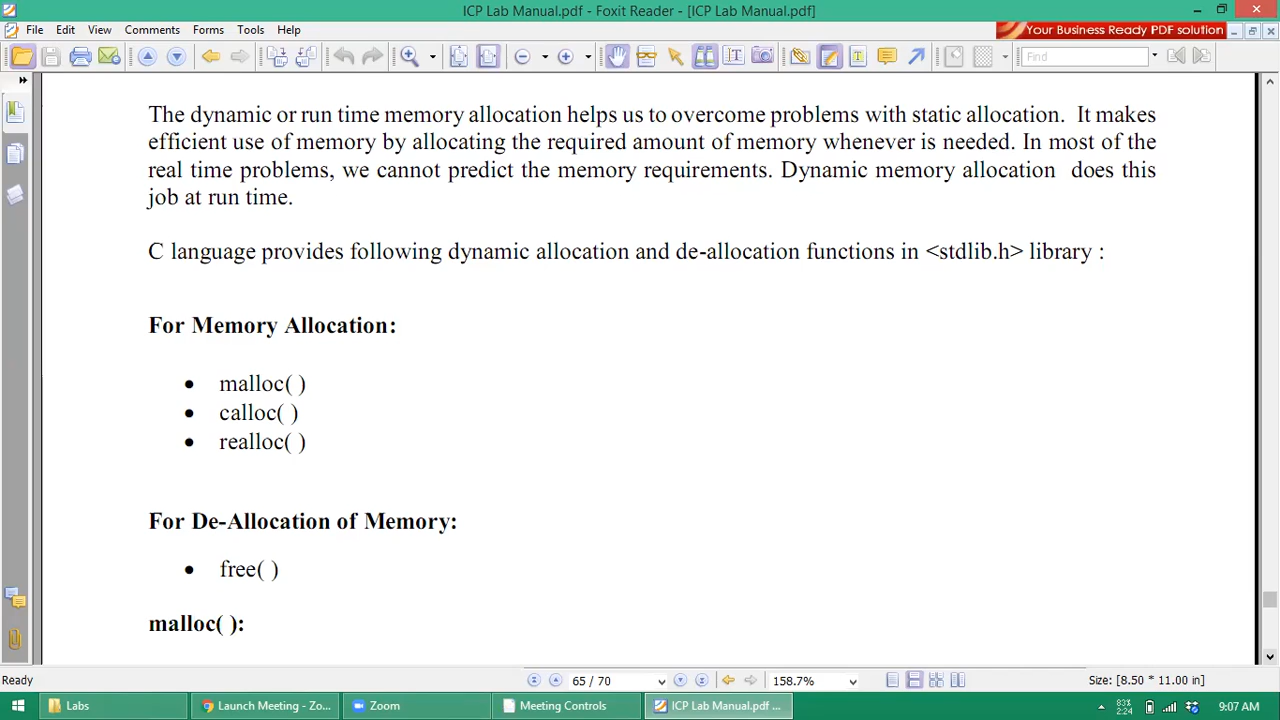 ICP Lab Manual.pdf - Foxit Reader - [ICP Lab Manual.pdf]
File Edit View Comments Forms Tools Help
Your Business Ready PDF solution
Find
The dynamic or run time memory allocation helps us to overcome problems with static allocation. It makes
efficient use of memory by allocating the required amount of memory whenever is needed. In most of the
real time problems, we cannot predict the memory requirements. Dynamic memory allocation does this
job at run time.
C language provides following dynamic allocation and de-allocation functions in <stdlib.h> library :
For Memory Allocation:
• malloc( )
• calloc( )
• realloc( )
For De-Allocation of Memory:
• free( )
malloc( ):
Ready 65 / 70 158.7% Size: [8.50 * 11.00 in]
Labs Launch Meeting - Zo... Zoom Meeting Controls ICP Lab Manual.pdf ... 83% 2:24 9:07 AM